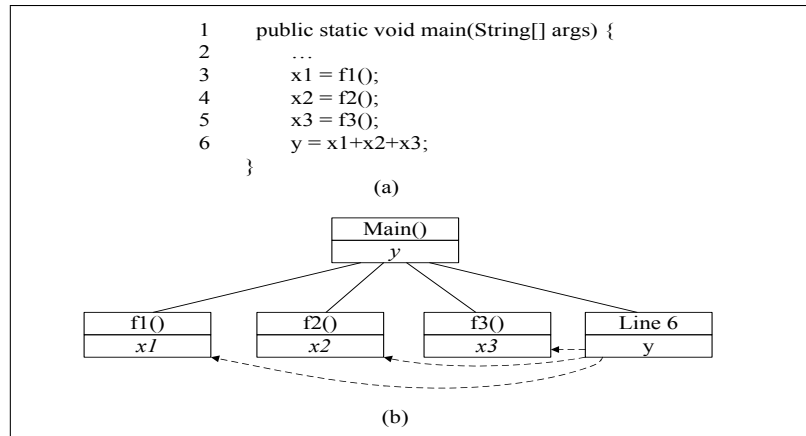 1 public static void main(String[] args) {
2 …
3 x1 = f1();
4 x2 = f2();
5 x3 = f3();
6 y = x1+x2+x3;
}
(a)
Main()
y
f1()
x1
f2()
x2
f3()
x3
Line 6
y
(b)